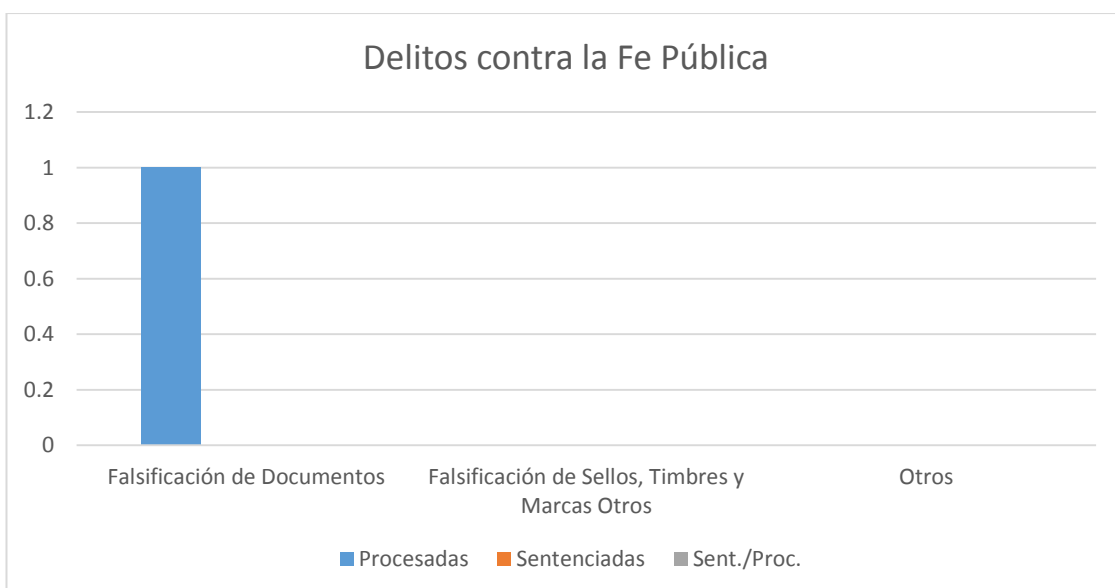 Delitos contra la Fe Pública
1.2
1
0.8
0.6
0.4
0.2
0
Falsificación de Documentos
Falsificación de Sellos, Timbres y
Marcas Otros
Otros
Procesadas
Sentenciadas
Sent./Proc.